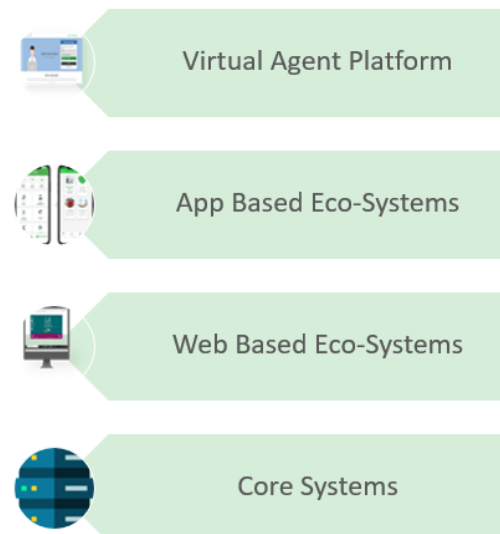 Virtual Agent Platform
App Based Eco-Systems
Web Based Eco-Systems
Core Systems